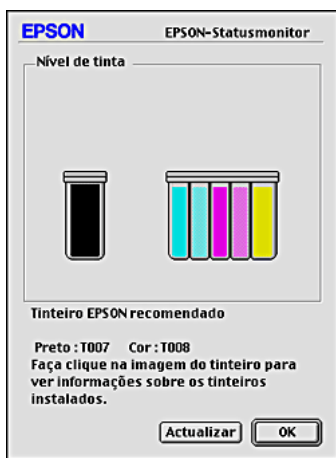 EPSON EPSON-Statusmonitor
Nível de tinta
Tinteiro EPSON recomendado
Preto : T007 Cor : T008
Faça clique na imagem do tinteiro para
ver informações sobre os tinteiros
instalados.
Actualizar OK